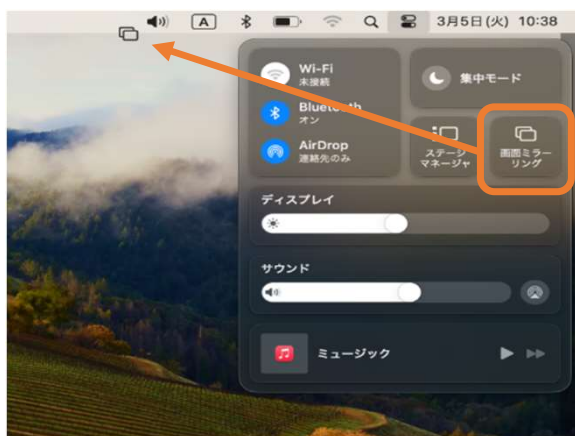 A 3月5日(火) 10:38
Wi-Fi
未接続
集中モード
Bluetooth
オン
AirDrop
連絡先のみ
ステージ
マネージャ
画面ミラー
リング
ディスプレイ
サウンド
ミュージック